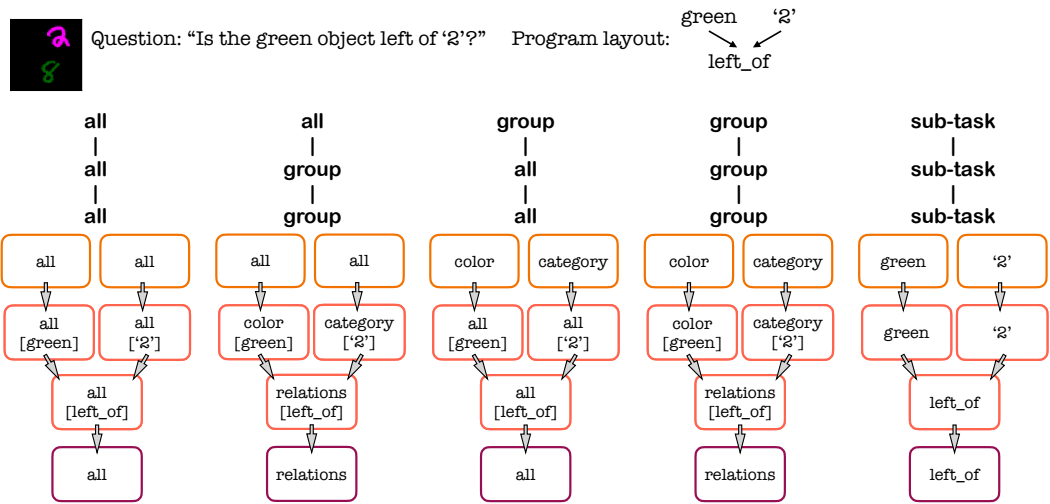 2
8
Question: “Is the green object left of ‘2’?” Program layout:
green ‘2’
left_of
all all group group sub-task
| | | | |
all group all group sub-task
| | | | |
all group all group sub-task
all all all all color category color category green ‘2’
all all color category all all color category green ‘2’
[green] [‘2’] [green] [‘2’] [green] [‘2’] [green] [‘2’]
all relations all relations left_of
[left_of] [left_of] [left_of] [left_of]
all relations all relations left_of